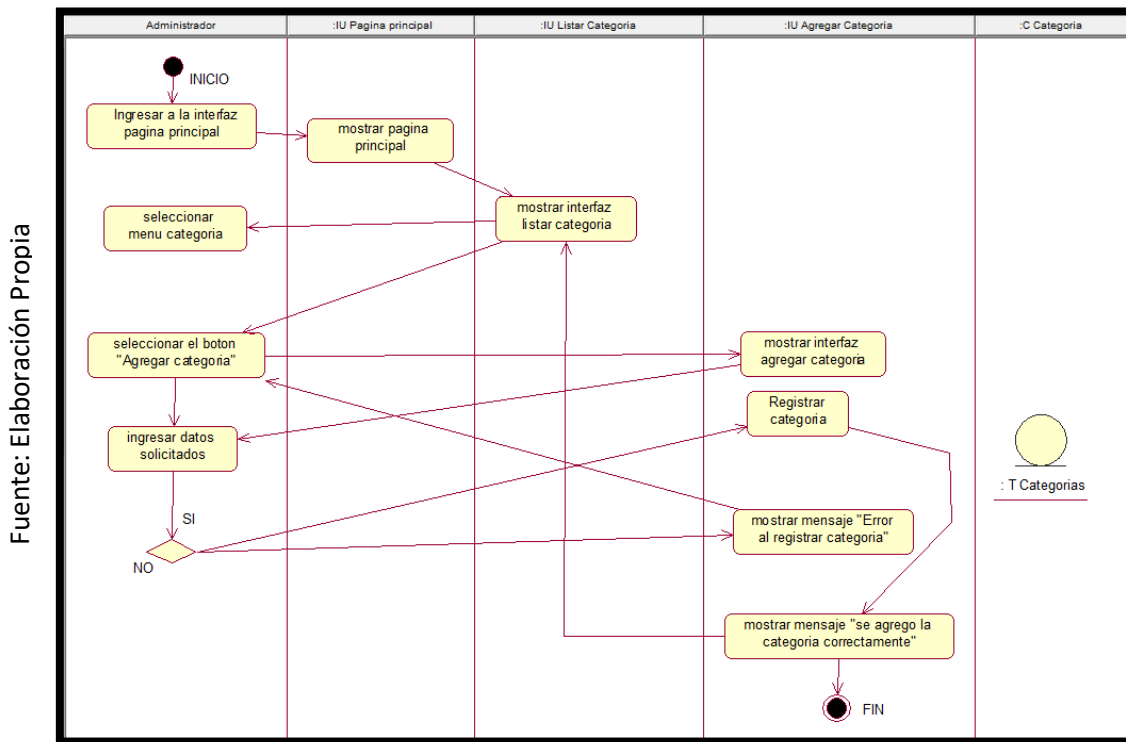 Administrador
:IU Pagina principal
:IU Listar Categoria
:IU Agregar Categoria
:C Categoria
INICIO
Ingresar a la interfaz
pagina principal
mostrar pagina
principal
mostrar interfaz
listar categoria
seleccionar
menu categoria
seleccionar el boton
"Agregar categoria"
mostrar interfaz
agregar categoria
Registrar
categoria
ingresar datos
solicitados
: T Categorias
SI
NO
mostrar mensaje "Error
al registrar categoria"
mostrar mensaje "se agrego la
categoria correctamente"
FIN
Fuente: Elaboración Propia